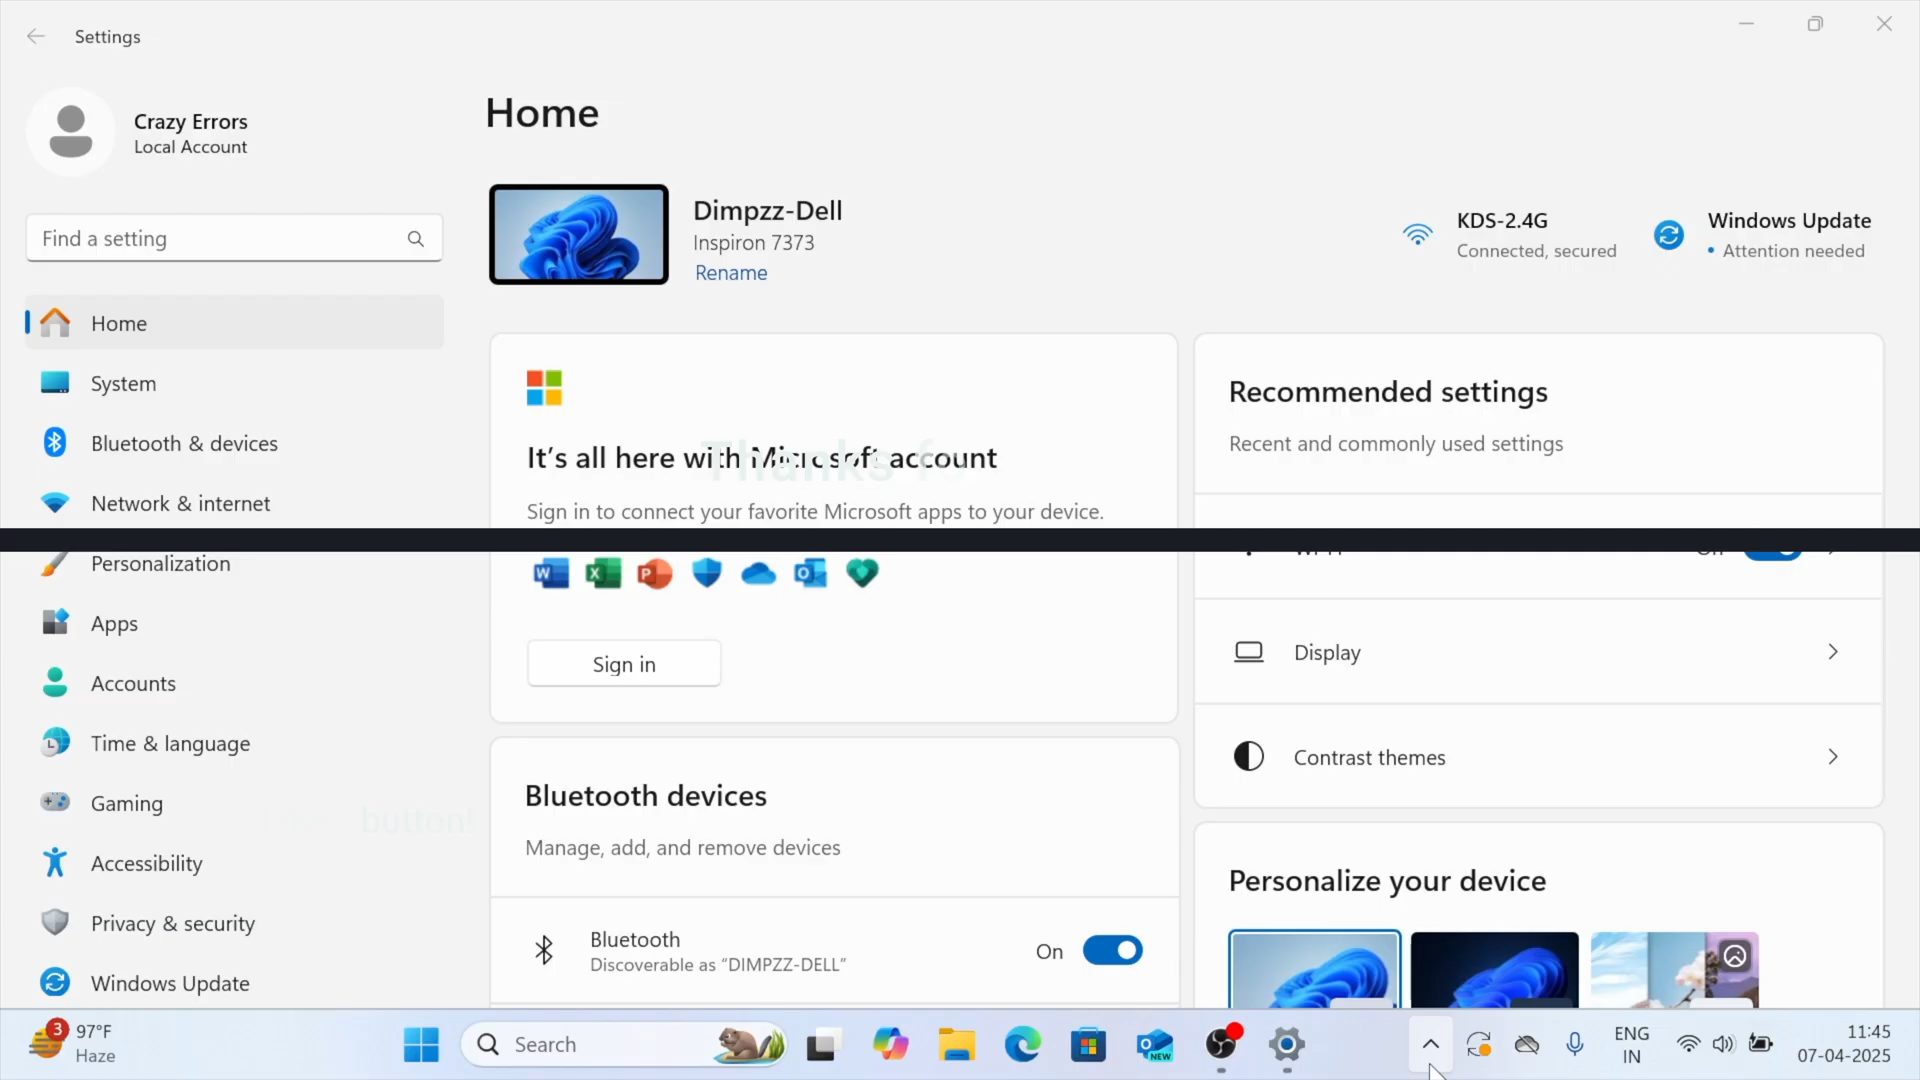 Settings
Crazy Errors
Local Account
Find a setting
Home
System
Bluetooth & devices
Network & internet
Personalization
Apps
Accounts
Time & language
Gaming
Accessibility
Privacy & security
Windows Update
Home
Dimpzz-Dell
Inspiron 7373
Rename
KDS-2.4G
Connected, secured
Windows Update
• Attention needed
It's all here with Microsoft account
Thanks
Sign in to connect your favorite Microsoft apps to your device.
Sign in
button!
Bluetooth devices
Manage, add, and remove devices
Bluetooth
Discoverable as “DIMPZZ-DELL”
On
Recommended settings
Recent and commonly used settings
Display
Contrast themes
Personalize your device
3
97°F
Haze
Search
NEW
ENG
IN
11:45
07-04-2025